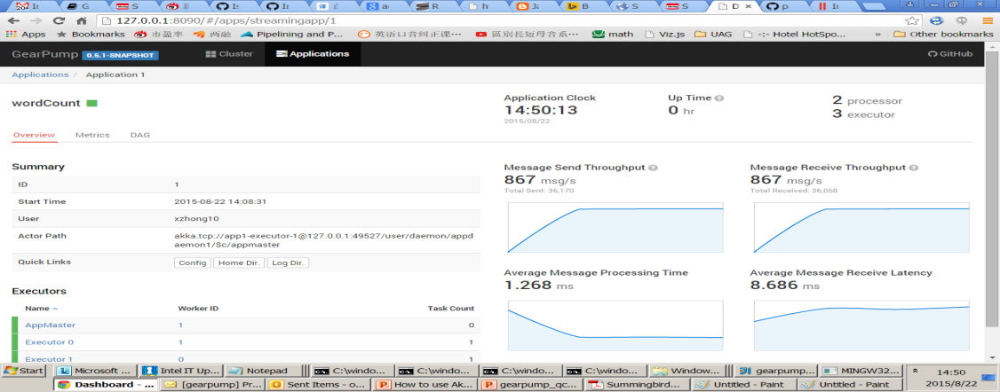 127.0.0.1:8090/#/apps/streamingapp/1
Apps Bookmarks 市盈率 两融 Pipelining and P... 英语口音纠正课… 區別長短母音系… math Viz.js UAG -:- Hotel HotSpo... » Other bookmarks
GearPump 0.5.1-SNAPSHOT Cluster Applications GitHub
Applications / Application 1
wordCount
Application Clock
14:50:13
2015/08/22
Up Time
0 hr
2 processor
3 executor
Overview Metrics DAG
Summary
ID 1
Start Time 2015-08-22 14:08:31
User xzhong10
Actor Path akka.tcp://app1-executor-1@127.0.0.1:49527/user/daemon/appd
aemon1/$c/appmaster
Quick Links Config Home Dir. Log Dir.
Executors
Name Worker ID Task Count
AppMaster 1 0
Executor 0 1 1
Executor 1 0 1
Message Send Throughput
867 msg/s
Total Sent: 36,170
Message Receive Throughput
867 msg/s
Total Received: 36,058
Average Message Processing Time
1.268 ms
Average Message Receive Latency
8.686 ms
Start Microsoft ... Intel IT Up... Notepad C:\windo... C:\windo... C:\windo... C:\windo... Window... gearpump... MINGW32... 14:50
Dashboard - ... [gearpump] Pr... Sent Items - o... How to use Ak... gearpump_qc... Summingbird... Untitled - Paint Untitled - Paint 2015/8/22